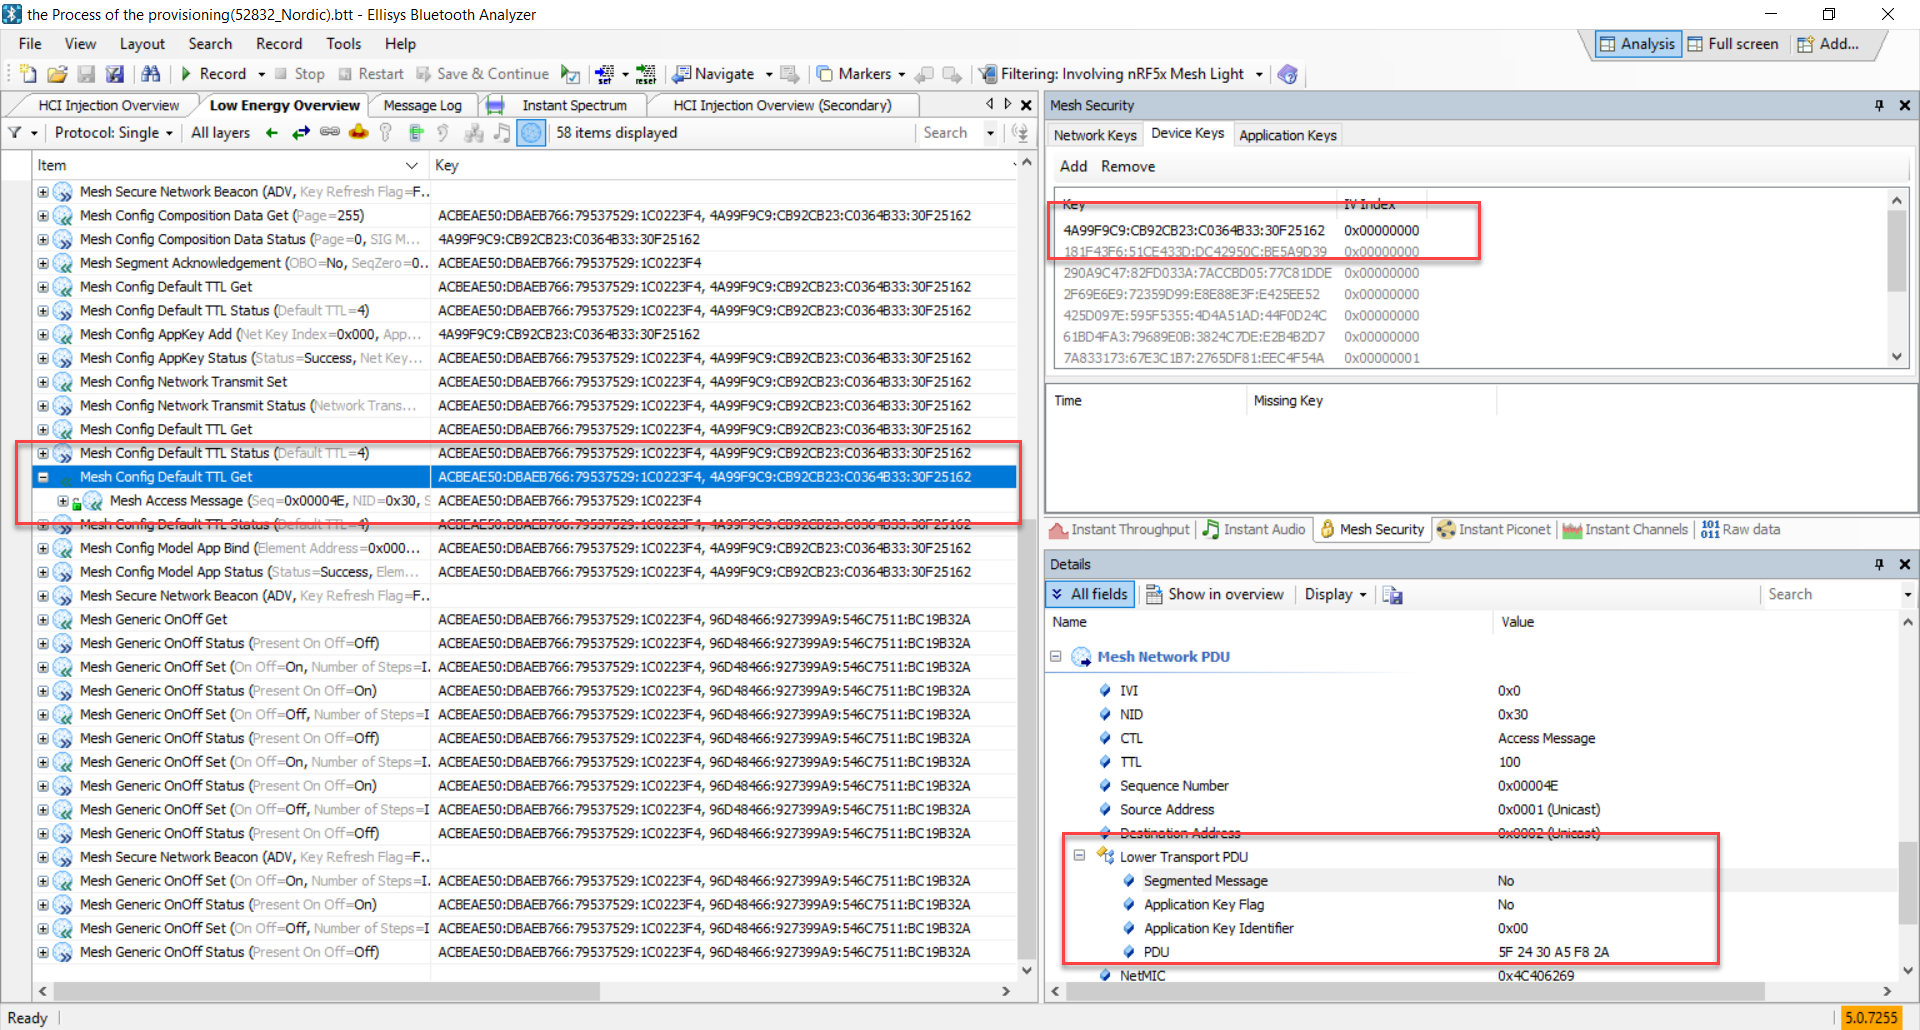 the Process of the provisioning(52832_Nordic).btt - Ellisys Bluetooth Analyzer
File View Layout Search Record Tools Help
Analysis Full screen Add...
Record Stop Restart Save & Continue set reset Navigate Markers Filtering: Involving nRF5x Mesh Light
HCI Injection Overview Low Energy Overview Message Log Instant Spectrum HCI Injection Overview (Secondary)
Protocol: Single All layers 58 items displayed Search
Item Key
Mesh Secure Network Beacon (ADV, Key Refresh Flag=F..
Mesh Config Composition Data Get (Page=255) ACBEAE50:DBAEB766:79537529:1C0223F4, 4A99F9C9:CB92CB23:C0364B33:30F25162
Mesh Config Composition Data Status (Page=0, SIG M... 4A99F9C9:CB92CB23:C0364B33:30F25162
Mesh Segment Acknowledgement (OBO=No, SeqZero=0.. ACBEAE50:DBAEB766:79537529:1C0223F4
Mesh Config Default TTL Get ACBEAE50:DBAEB766:79537529:1C0223F4, 4A99F9C9:CB92CB23:C0364B33:30F25162
Mesh Config Default TTL Status (Default TTL=4) ACBEAE50:DBAEB766:79537529:1C0223F4, 4A99F9C9:CB92CB23:C0364B33:30F25162
Mesh Config AppKey Add (Net Key Index=0x000, App... 4A99F9C9:CB92CB23:C0364B33:30F25162
Mesh Config AppKey Status (Status=Success, Net Key... ACBEAE50:DBAEB766:79537529:1C0223F4, 4A99F9C9:CB92CB23:C0364B33:30F25162
Mesh Config Network Transmit Set ACBEAE50:DBAEB766:79537529:1C0223F4, 4A99F9C9:CB92CB23:C0364B33:30F25162
Mesh Config Network Transmit Status (Network Trans... ACBEAE50:DBAEB766:79537529:1C0223F4, 4A99F9C9:CB92CB23:C0364B33:30F25162
Mesh Config Default TTL Get ACBEAE50:DBAEB766:79537529:1C0223F4, 4A99F9C9:CB92CB23:C0364B33:30F25162
Mesh Config Default TTL Status (Default TTL=4) ACBEAE50:DBAEB766:79537529:1C0223F4, 4A99F9C9:CB92CB23:C0364B33:30F25162
Mesh Config Default TTL Get ACBEAE50:DBAEB766:79537529:1C0223F4, 4A99F9C9:CB92CB23:C0364B33:30F25162
Mesh Access Message (Seq=0x00004E, NID=0x30, S ACBEAE50:DBAEB766:79537529:1C0223F4
Mesh Config Default TTL Status (Default TTL=4) ACBEAE50:DBAEB766:79537529:1C0223F4, 4A99F9C9:CB92CB23:C0364B33:30F25162
Mesh Config Model App Bind (Element Address=0x000... ACBEAE50:DBAEB766:79537529:1C0223F4, 4A99F9C9:CB92CB23:C0364B33:30F25162
Mesh Config Model App Status (Status=Success, Elem... ACBEAE50:DBAEB766:79537529:1C0223F4, 4A99F9C9:CB92CB23:C0364B33:30F25162
Mesh Secure Network Beacon (ADV, Key Refresh Flag=F..
Mesh Generic OnOff Get ACBEAE50:DBAEB766:79537529:1C0223F4, 96D48466:927399A9:546C7511:BC19B32A
Mesh Generic OnOff Status (Present On Off=Off) ACBEAE50:DBAEB766:79537529:1C0223F4, 96D48466:927399A9:546C7511:BC19B32A
Mesh Generic OnOff Set (On Off=On, Number of Steps=I.. ACBEAE50:DBAEB766:79537529:1C0223F4, 96D48466:927399A9:546C7511:BC19B32A
Mesh Generic OnOff Status (Present On Off=On) ACBEAE50:DBAEB766:79537529:1C0223F4, 96D48466:927399A9:546C7511:BC19B32A
Mesh Generic OnOff Set (On Off=Off, Number of Steps=I ACBEAE50:DBAEB766:79537529:1C0223F4, 96D48466:927399A9:546C7511:BC19B32A
Mesh Generic OnOff Status (Present On Off=Off) ACBEAE50:DBAEB766:79537529:1C0223F4, 96D48466:927399A9:546C7511:BC19B32A
Mesh Generic OnOff Set (On Off=On, Number of Steps=I.. ACBEAE50:DBAEB766:79537529:1C0223F4, 96D48466:927399A9:546C7511:BC19B32A
Mesh Generic OnOff Status (Present On Off=On) ACBEAE50:DBAEB766:79537529:1C0223F4, 96D48466:927399A9:546C7511:BC19B32A
Mesh Generic OnOff Set (On Off=Off, Number of Steps=I ACBEAE50:DBAEB766:79537529:1C0223F4, 96D48466:927399A9:546C7511:BC19B32A
Mesh Generic OnOff Status (Present On Off=Off) ACBEAE50:DBAEB766:79537529:1C0223F4, 96D48466:927399A9:546C7511:BC19B32A
Mesh Secure Network Beacon (ADV, Key Refresh Flag=F..
Mesh Generic OnOff Set (On Off=On, Number of Steps=I. ACBEAE50:DBAEB766:79537529:1C0223F4, 96D48466:927399A9:546C7511:BC19B32A
Mesh Generic OnOff Status (Present On Off=On) ACBEAE50:DBAEB766:79537529:1C0223F4, 96D48466:927399A9:546C7511:BC19B32A
Mesh Generic OnOff Set (On Off=Off, Number of Steps=I ACBEAE50:DBAEB766:79537529:1C0223F4, 96D48466:927399A9:546C7511:BC19B32A
Mesh Generic OnOff Status (Present On Off=Off) ACBEAE50:DBAEB766:79537529:1C0223F4, 96D48466:927399A9:546C7511:BC19B32A
Mesh Security
Network Keys Device Keys Application Keys
Add Remove
Key IV Index
4A99F9C9:CB92CB23:C0364B33:30F25162 0x00000000
181F43F6:51CE433D:DC42950C:BE5A9D39 0x00000000
290A9C47:82FD033A:7ACCBD05:77C81DDE 0x00000000
2F69E6E9:72359D99:E8E88E3F:E425EE52 0x00000000
425D097E:595F5355:4D4A51AD:44F0D24C 0x00000000
61BD4FA3:79689E0B:3824C7DE:E2B4B2D7 0x00000000
7A833173:67E3C1B7:2765DF81:EEC4F54A 0x00000001
Time Missing Key
Instant Throughput Instant Audio Mesh Security Instant Piconet Instant Channels 101 011 Raw data
Details
All fields Show in overview Display Search
Name Value
Mesh Network PDU
IVI 0x0
NID 0x30
CTL Access Message
TTL 100
Sequence Number 0x00004E
Source Address 0x0001 (Unicast)
Destination Address 0x0002 (Unicast)
Lower Transport PDU
Segmented Message No
Application Key Flag No
Application Key Identifier 0x00
PDU 5F 24 30 A5 F8 2A
NetMIC 0x4C406269
Ready 5.0.7255